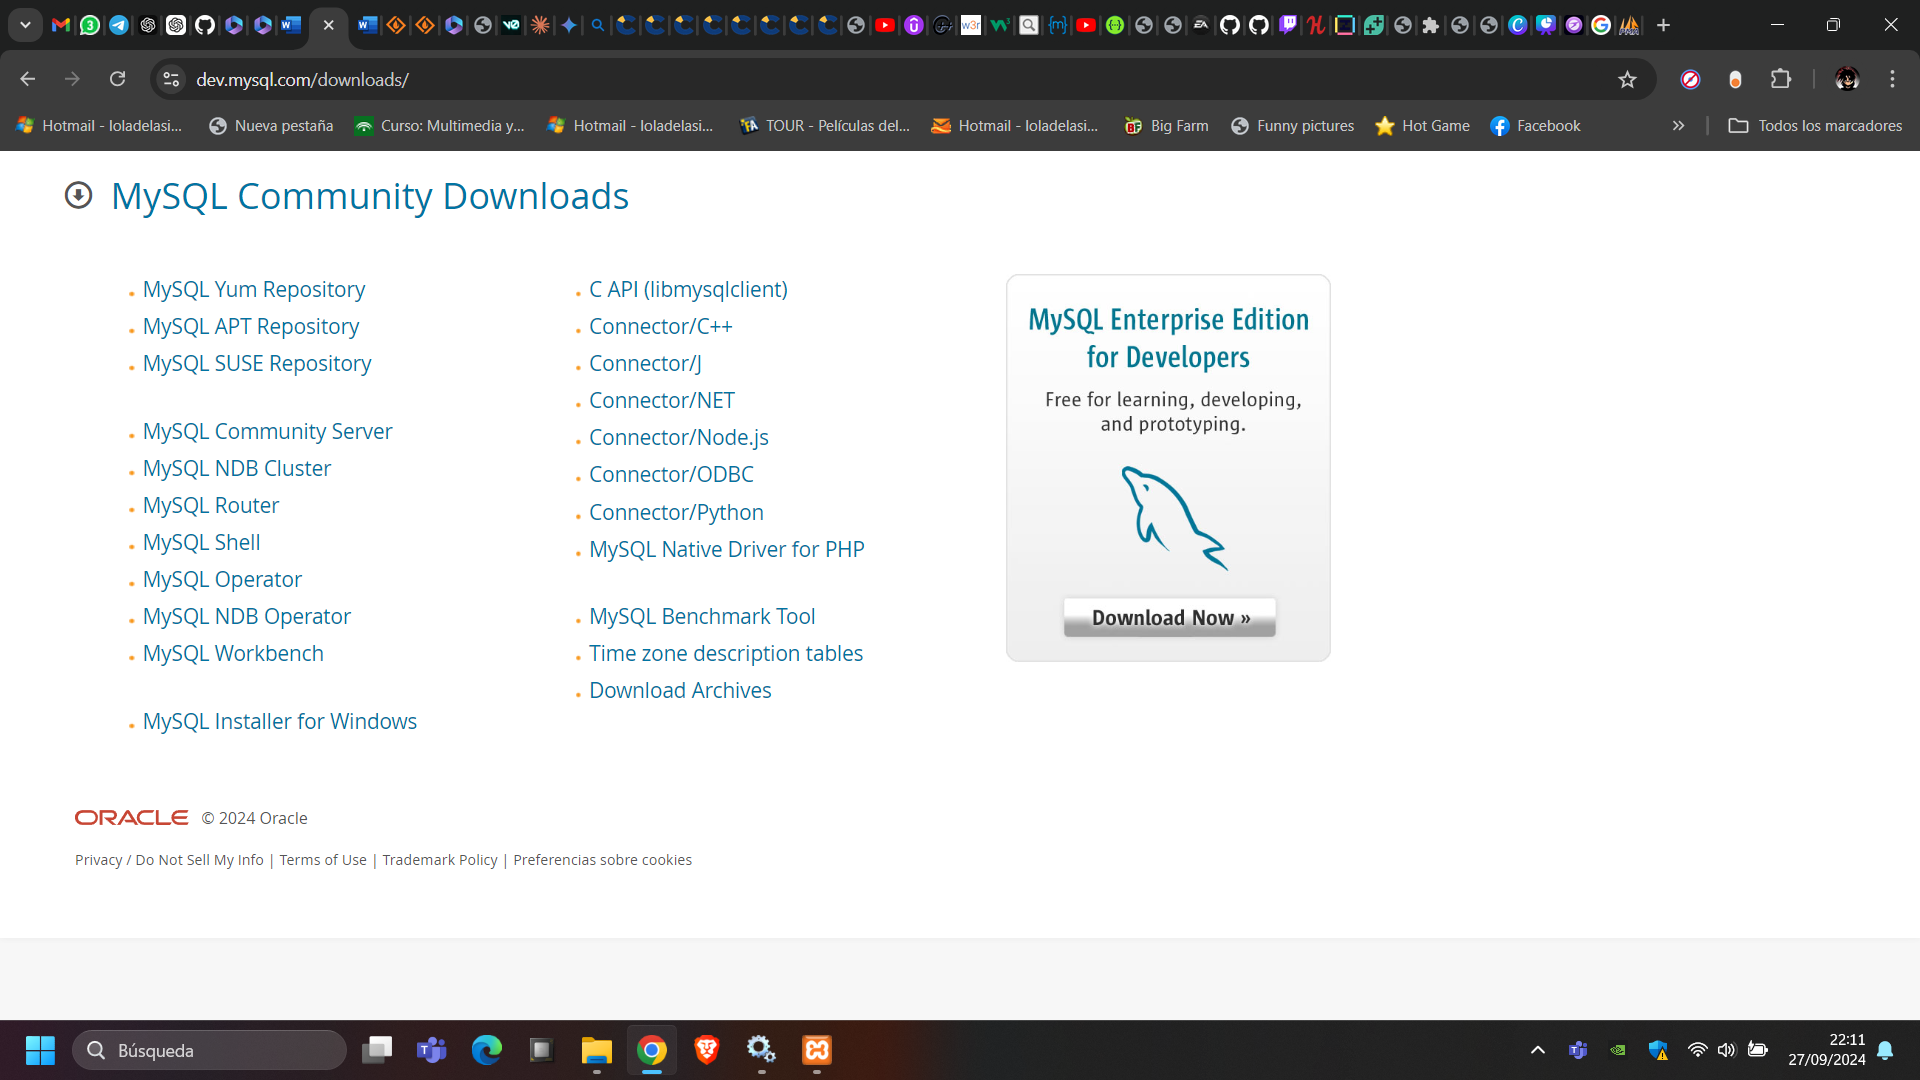 dev.mysql.com/downloads/
Hotmail - loladelasi...
Nueva pestaña
Curso: Multimedia y...
Hotmail - loladelasi...
TOUR - Películas del...
Hotmail - loladelasi...
Big Farm
Funny pictures
Hot Game
Facebook
»
Todos los marcadores
MySQL Community Downloads
MySQL Yum Repository
MySQL APT Repository
MySQL SUSE Repository
MySQL Community Server
MySQL NDB Cluster
MySQL Router
MySQL Shell
MySQL Operator
MySQL NDB Operator
MySQL Workbench
MySQL Installer for Windows
C API (libmysqlclient)
Connector/C++
Connector/J
Connector/NET
Connector/Node.js
Connector/ODBC
Connector/Python
MySQL Native Driver for PHP
MySQL Benchmark Tool
Time zone description tables
Download Archives
MySQL Enterprise Edition
for Developers
Free for learning, developing,
and prototyping.
Download Now »
ORACLE © 2024 Oracle
Privacy / Do Not Sell My Info | Terms of Use | Trademark Policy | Preferencias sobre cookies
Búsqueda
22:11
27/09/2024